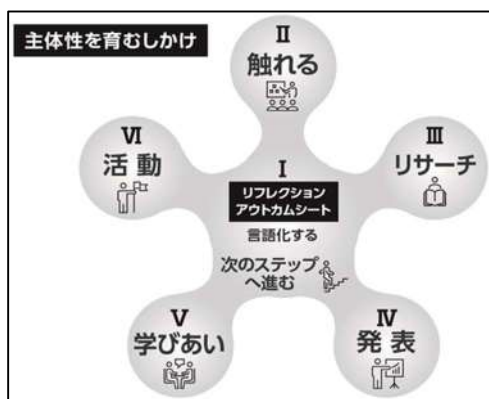 主体性を育むしかけ
Ⅱ
触れる
Ⅵ
活動
Ⅲ
リサーチ
Ⅰ
リフレクション
アウトカムシート
言語化する
次のステップ
へ進む
Ⅴ
学びあい
Ⅳ
発表